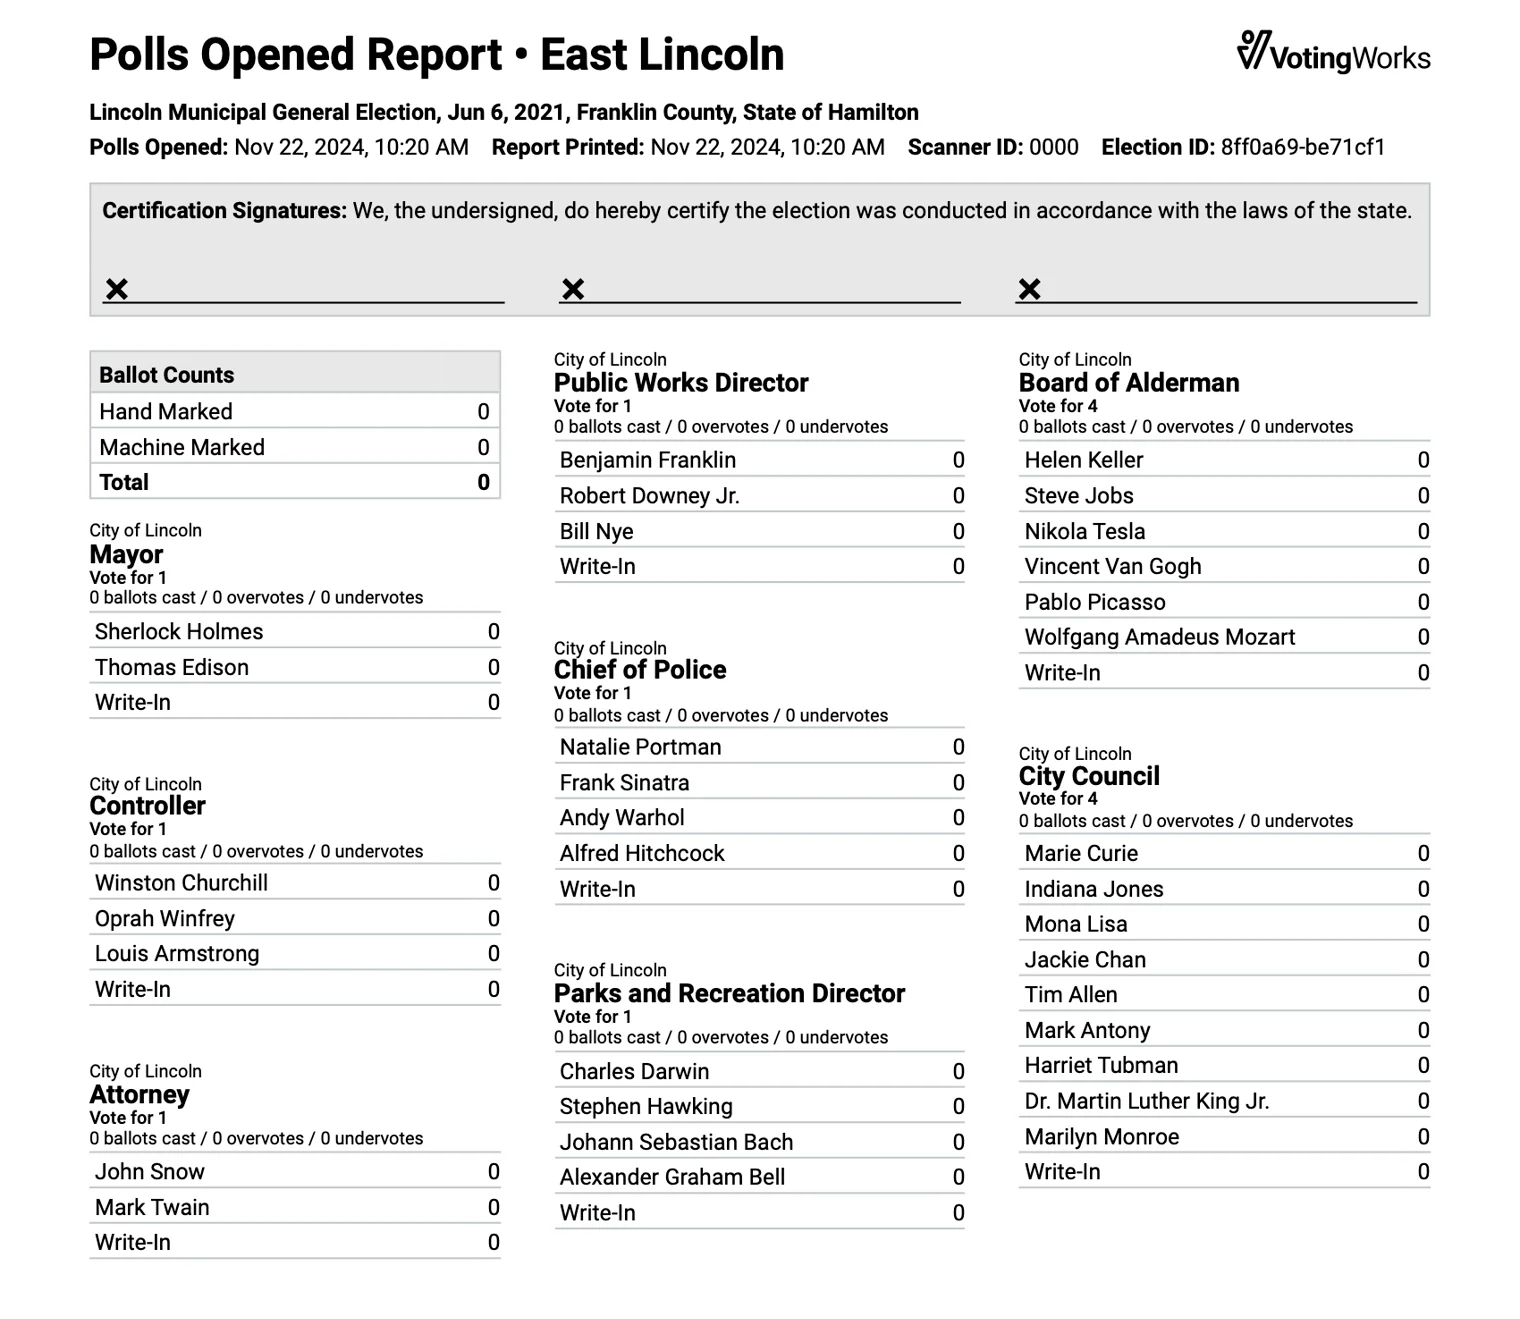 Polls Opened Report • East Lincoln
VotingWorks
Lincoln Municipal General Election, Jun 6, 2021, Franklin County, State of Hamilton
Polls Opened: Nov 22, 2024, 10:20 AM Report Printed: Nov 22, 2024, 10:20 AM Scanner ID: 0000 Election ID: 8ff0a69-be71cf1
Certification Signatures: We, the undersigned, do hereby certify the election was conducted in accordance with the laws of the state.
Ballot Counts
Hand Marked 0
Machine Marked 0
Total 0
City of Lincoln
Mayor
Vote for 1
0 ballots cast / 0 overvotes / 0 undervotes
Sherlock Holmes 0
Thomas Edison 0
Write-In 0
City of Lincoln
Controller
Vote for 1
0 ballots cast / 0 overvotes / 0 undervotes
Winston Churchill 0
Oprah Winfrey 0
Louis Armstrong 0
Write-In 0
City of Lincoln
Attorney
Vote for 1
0 ballots cast / 0 overvotes / 0 undervotes
John Snow 0
Mark Twain 0
Write-In 0
City of Lincoln
Public Works Director
Vote for 1
0 ballots cast / 0 overvotes / 0 undervotes
Benjamin Franklin 0
Robert Downey Jr. 0
Bill Nye 0
Write-In 0
City of Lincoln
Chief of Police
Vote for 1
0 ballots cast / 0 overvotes / 0 undervotes
Natalie Portman 0
Frank Sinatra 0
Andy Warhol 0
Alfred Hitchcock 0
Write-In 0
City of Lincoln
Parks and Recreation Director
Vote for 1
0 ballots cast / 0 overvotes / 0 undervotes
Charles Darwin 0
Stephen Hawking 0
Johann Sebastian Bach 0
Alexander Graham Bell 0
Write-In 0
City of Lincoln
Board of Alderman
Vote for 4
0 ballots cast / 0 overvotes / 0 undervotes
Helen Keller 0
Steve Jobs 0
Nikola Tesla 0
Vincent Van Gogh 0
Pablo Picasso 0
Wolfgang Amadeus Mozart 0
Write-In 0
City of Lincoln
City Council
Vote for 4
0 ballots cast / 0 overvotes / 0 undervotes
Marie Curie 0
Indiana Jones 0
Mona Lisa 0
Jackie Chan 0
Tim Allen 0
Mark Antony 0
Harriet Tubman 0
Dr. Martin Luther King Jr. 0
Marilyn Monroe 0
Write-In 0